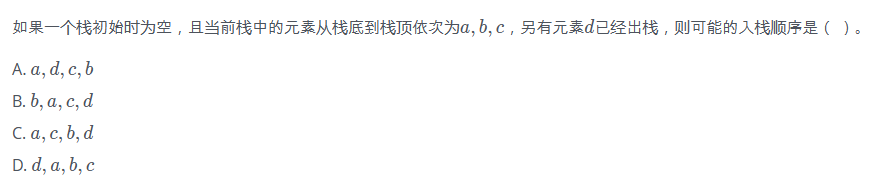 如果一个栈初始时为空，且当前栈中的元素从栈底到栈顶依次为a, b, c，另有元素d已经出栈，则可能的入栈顺序是（ ）。
A. a, d, c, b
B. b, a, c, d
C. a, c, b, d
D. d, a, b, c